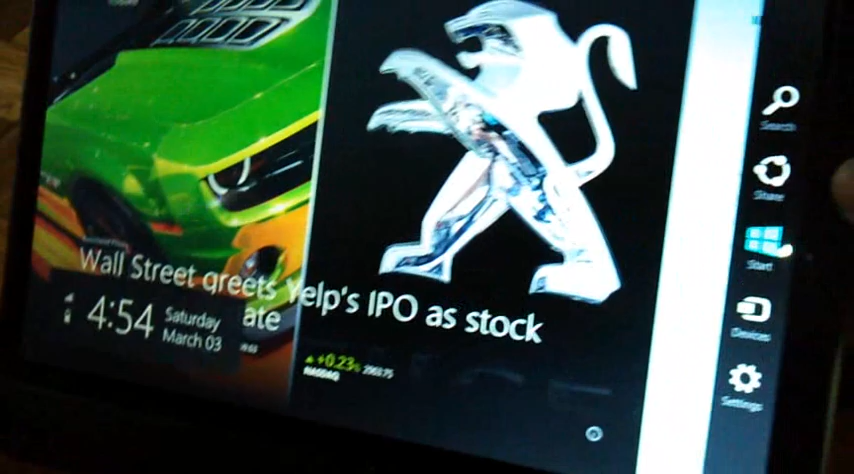 Search
Share
Start
Devices
Settings
Wall Street greets Yelp's IPO as stock
ate
4:54
Saturday
March 03
+0.23%
NASDAQ